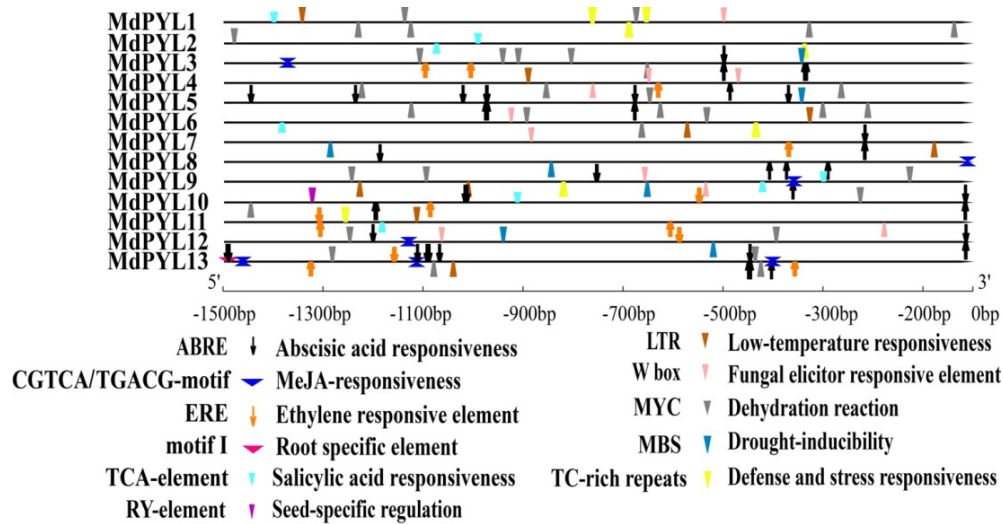 MdPYL1
MdPYL2
MdPYL3
MdPYL4
MdPYL5
MdPYL6
MdPYL7
MdPYL8
MdPYL9
MdPYL10
MdPYL11
MdPYL12
MdPYL13
5' 3'
-1500bp -1300bp -1100bp -900bp -700bp -500bp -300bp -200bp 0bp
ABRE Abscisic acid responsiveness
CGTCA/TGACG-motif MeJA-responsiveness
ERE Ethylene responsive element
motif I Root specific element
TCA-element Salicylic acid responsiveness
RY-element Seed-specific regulation
LTR Low-temperature responsiveness
W box Fungal elicitor responsive element
MYC Dehydration reaction
MBS Drought-inducibility
TC-rich repeats Defense and stress responsiveness